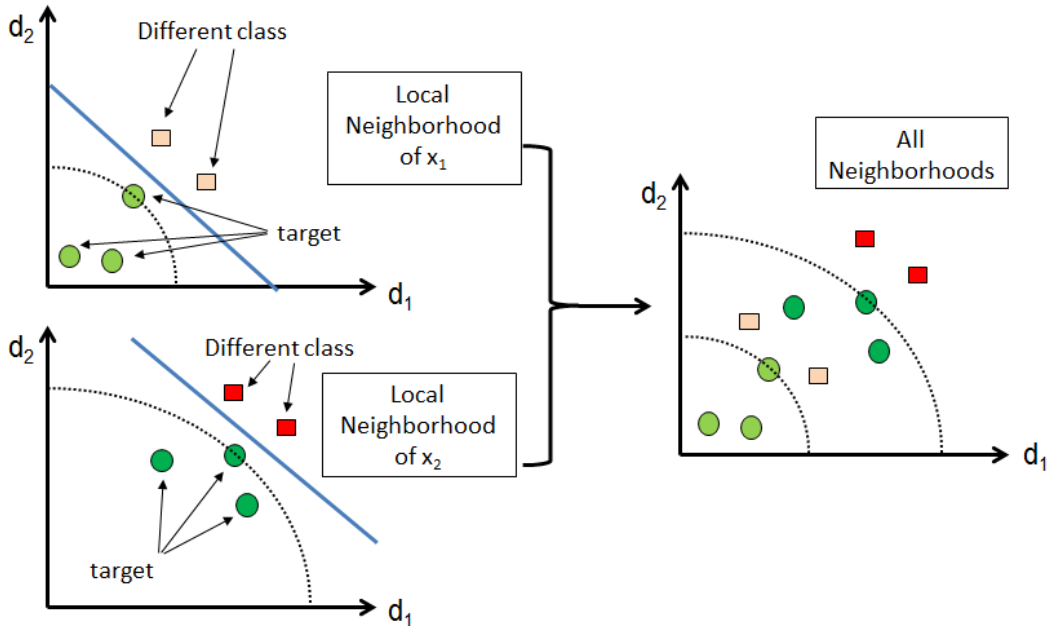 d₂
Different class
Local
Neighborhood
of x₁
target
d₁
d₂
Different class
Local
Neighborhood
of x₂
target
d₁
All
Neighborhoods
d₂
d₁